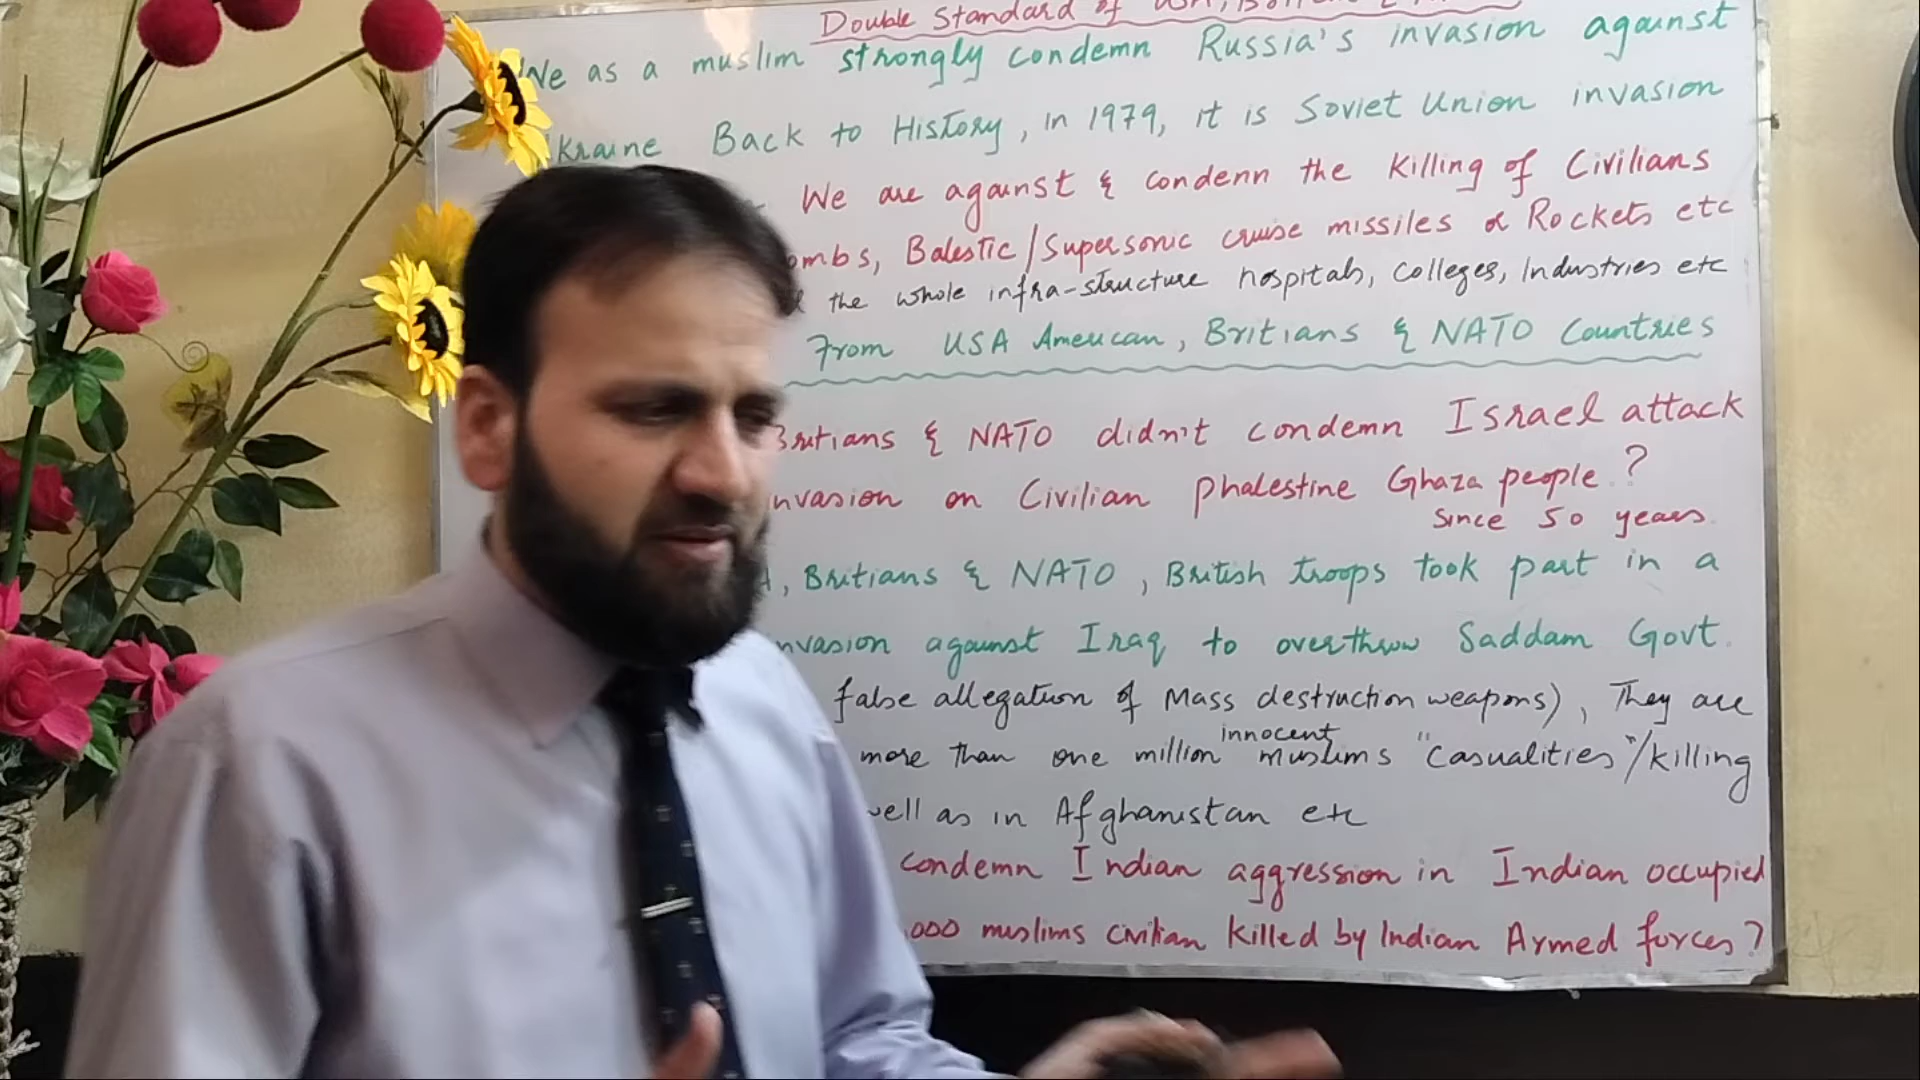 Double Standard of USA,
We as a muslim strongly condemn Russia's invasion against
kraine Back to History, in 1979, it is Soviet Union invasion
We are against & condenn the Killing of Civilians
ombs, Balestic/Supersonic cruise missiles & Rockets etc
the whole infra-structure hospitals, Colleges, Industries etc
From USA American, Britians & NATO Countries
Britians & NATO didn't condemn Israel attack
nvasion on Civilian Phalestine Ghaza people ?
Since 50 years
, Britians & NATO, British troops took part in a
nvasion against Iraq to overthrow Saddam Govt.
false allegation of Mass destruction weapons), They are
innocent
more than one million muslims "Casualities"/killing
well as in Afghanistan etc
Condemn Indian aggression in Indian occupied
,000 muslims civilian Killed by Indian Armed forces?